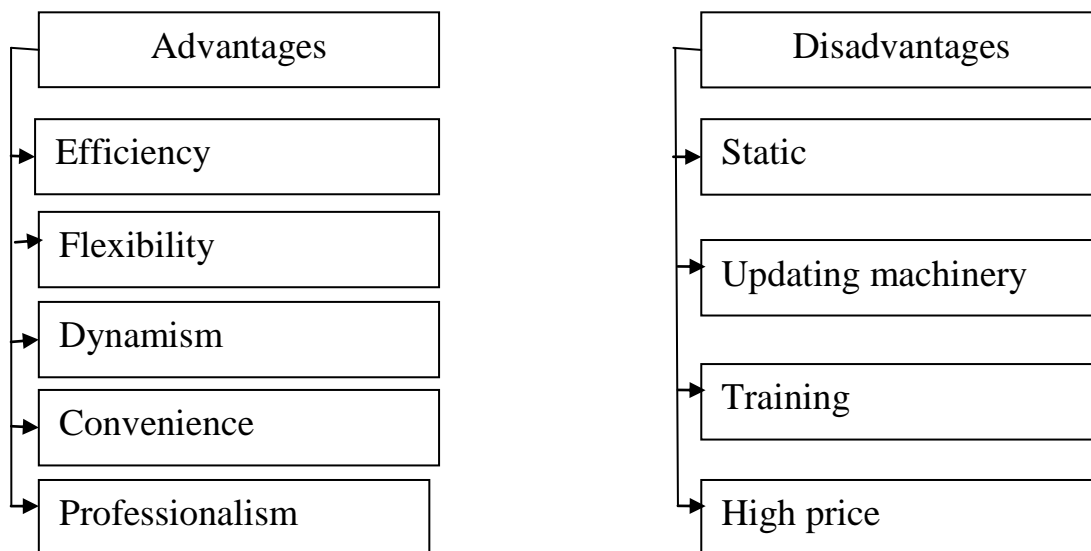 Advantages
Efficiency
Flexibility
Dynamism
Convenience
Professionalism
Disadvantages
Static
Updating machinery
Training
High price